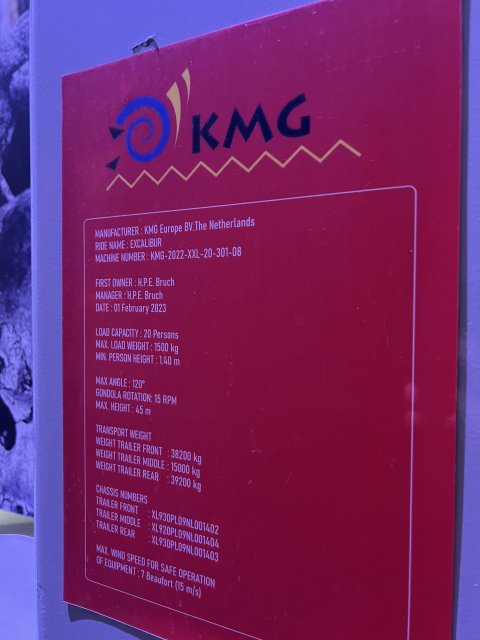 KMG
MANUFACTURER : KMG Europe BV.The Netherlands
RIDE NAME : EXCALIBUR
MACHINE NUMBER : KMG-2022-XXL-20-301-08
FIRST OWNER : H.P.E. Bruch
MANAGER : H.P.E. Bruch
DATE : 01 February 2023
LOAD CAPACITY : 20 Persons
MAX. LOAD WEIGHT : 1500 kg
MIN. PERSON HEIGHT : 1.40 m
MAX ANGLE : 120°
GONDOLA ROTATION: 15 RPM
MAX. HEIGHT : 45 m
TRANSPORT WEIGHT
WEIGHT TRAILER FRONT : 38200 kg
WEIGHT TRAILER MIDDLE : 15000 kg
WEIGHT TRAILER REAR : 39200 kg
CHASSIS NUMBERS
TRAILER FRONT : XL930PL09NL001402
TRAILER MIDDLE : XL920PL09NL001404
TRAILER REAR : XL930PL09NL001403
MAX. WIND SPEED FOR SAFE OPERATION
OF EQUIPMENT : 7 Beaufort (15 m/s)